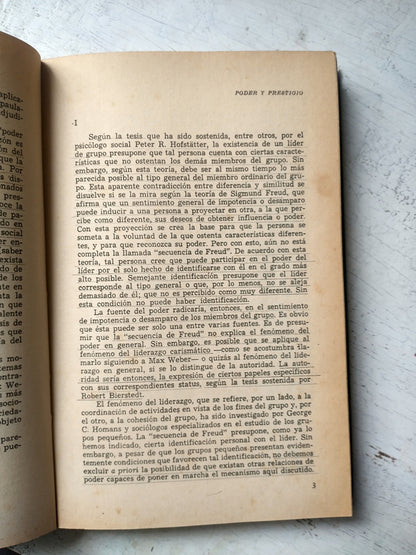 aplica-
paula-
djudi-
"poder
es el
social
PODER Y PRESTIGIO
I
Según la tesis que ha sido sostenida, entre otros, por el
psicólogo social Peter R. Hofstätter, la existencia de un líder
de grupo presupone que tal persona cuenta con ciertas caracte-
rísticas que no ostentan los demás miembros del grupo. Sin
embargo, según esta teoría, debe ser al mismo tiempo lo más
parecida posible al tipo general del miembro ordinario del gru-
po. Esta aparente contradicción entre diferencia y similitud se
disuelve si se la considera a través de la teoría de Sigmund Freud, que
afirma que un sentimiento general de impotencia o desamparo
puede inducir a una persona a proyectar en otra, a la que per-
cibe como diferente, sus deseos de obtener influencia o poder.
Con esta proyección se crea la base para que la persona se
someta a la voluntad de la que ostenta características diferen-
tes, y para que reconozca su poder. Pero con esto, aún no está
completa la llamada "secuencia de Freud". De acuerdo con esta
teoría, la persona cree que puede participar en el poder del
líder por el solo hecho de identificarse con él en el grado más
alto posible. Semejante identificación presupone que el líder
corresponde al tipo general o que, por lo menos, no se aleja
demasiado de él; que no es percibido como muy diferente. Sin
esta condición no puede haber identificación.
La fuente del poder radicaría, entonces, en el sentimiento
de impotencia o desamparo de los miembros del grupo. Es obvio
que ésta puede ser solo una entre varias fuentes. Es de presu-
mir que la "secuencia de Freud" no explica el fenómeno del
poder en general. Sin embargo, es posible que se aplique al
fenómeno del liderazgo carismático —como se acostumbra lla-
marlo siguiendo a Max Weber— o quizás al fenómeno del lide-
razgo en general, si se lo distingue de la autoridad. La auto-
ridad sería entonces, la expresión de ciertos papeles específicos
con sus correspondientes status, según la tesis sostenida por
Robert Bierstedt.
El fenómeno del liderazgo, que se refiere, por un lado, a la
coordinación de actividades en vista de los fines del grupo y, por
otro, a la cohesión del grupo, ha sido investigado por George
C. Homans y sociólogos especializados en el estudio de los gru-
pos pequeños. La "secuencia de Freud" presupone, como ya lo
hemos indicado, cierta identificación personal con el líder. Sin
embargo, a pesar de que los grupos pequeños presentan eviden-
temente condiciones que favorecen tal identificación, no debemos
excluir a priori la posibilidad de que existan otras relaciones de
poder capaces de poner en marcha el mecanismo aquí discutido.
3